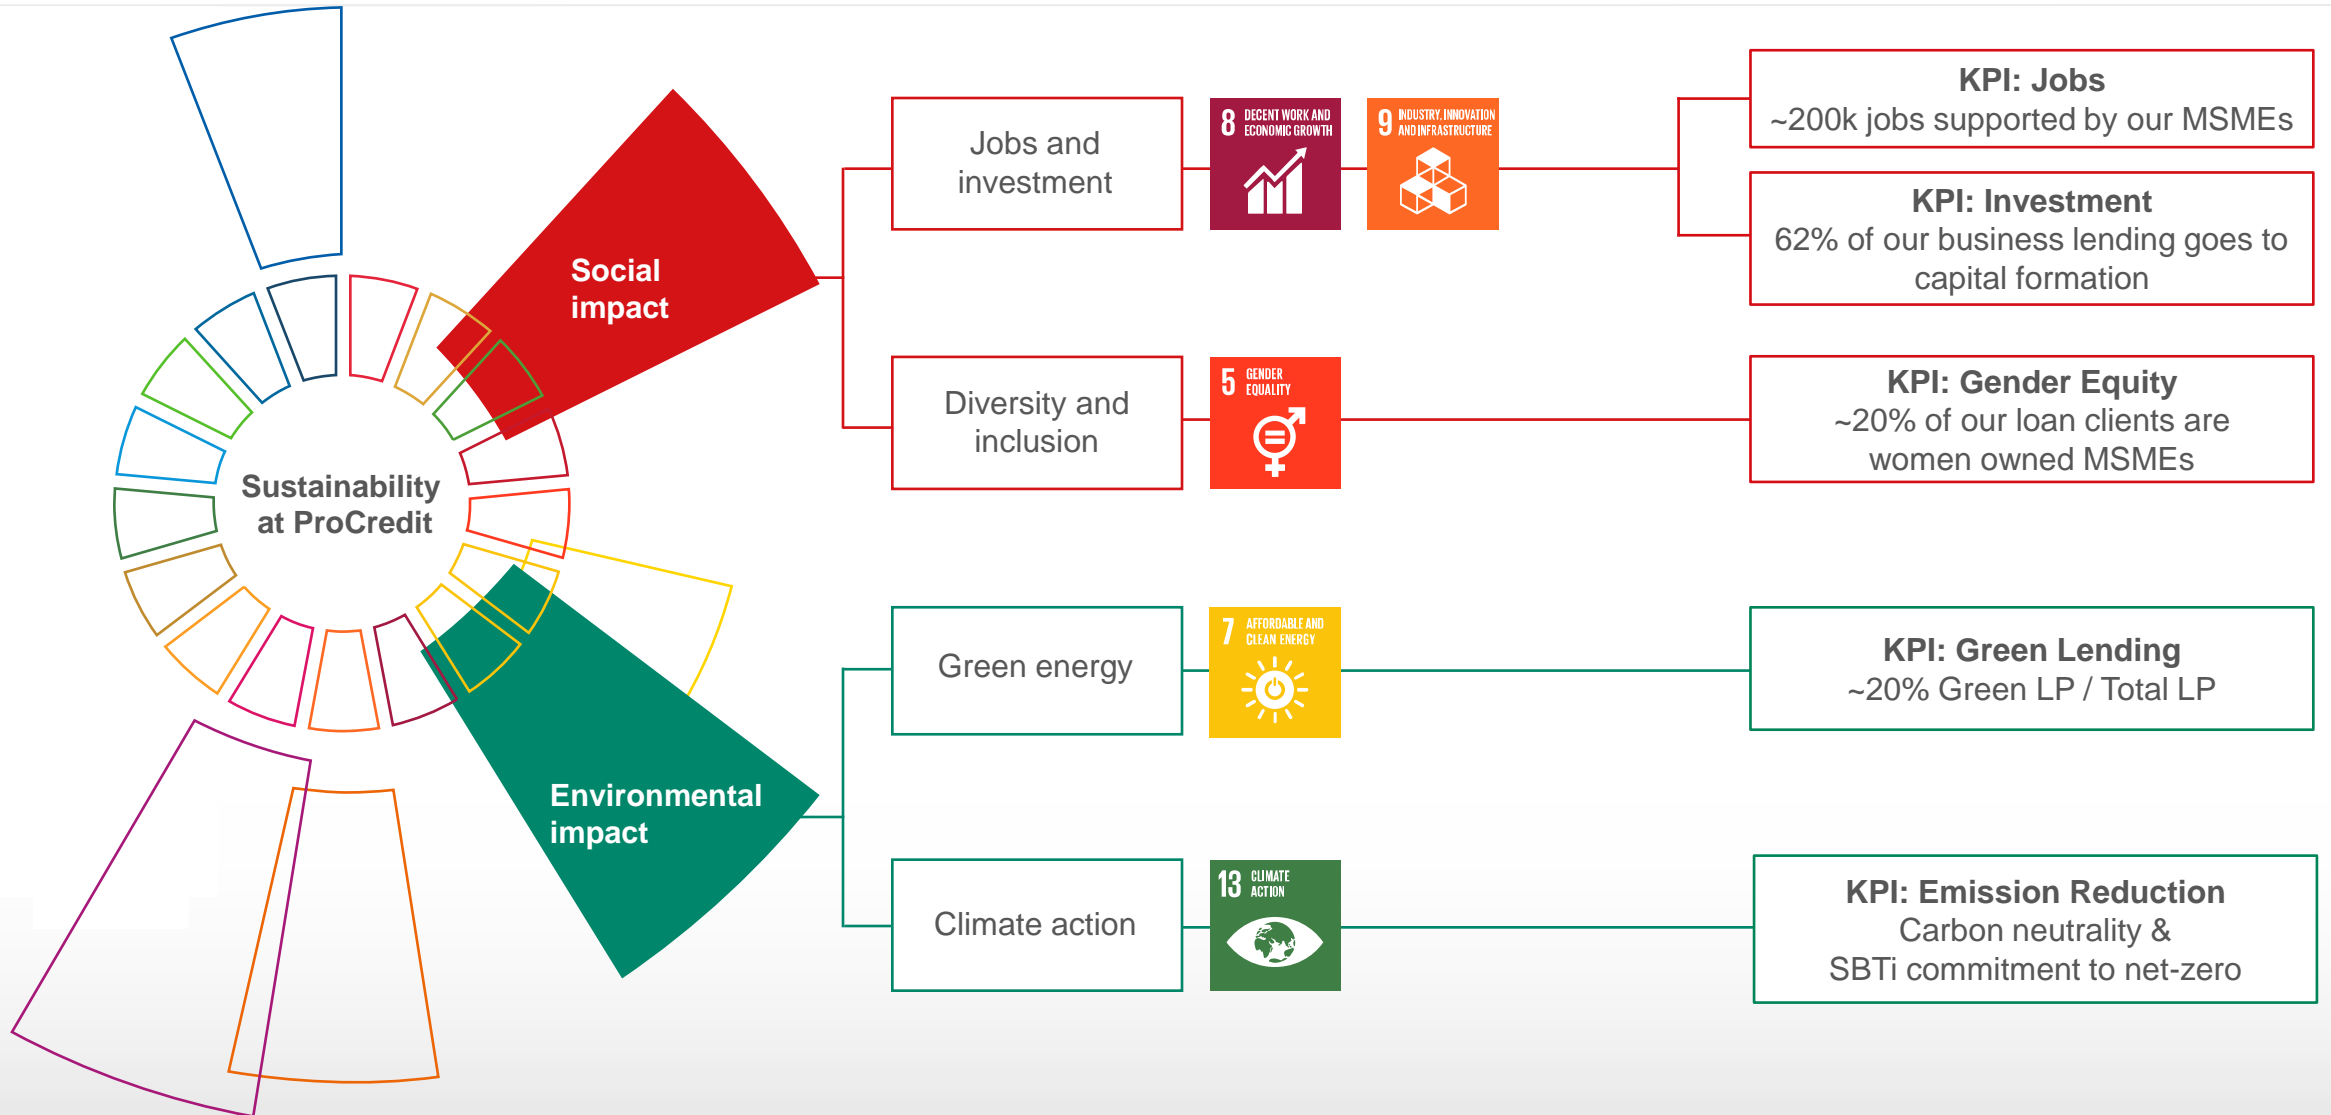 Sustainability
at ProCredit
Social
impact
Jobs and
investment
8 DECENT WORK AND
ECONOMIC GROWTH
9 INDUSTRY, INNOVATION
AND INFRASTRUCTURE
KPI: Jobs
~200k jobs supported by our MSMEs
KPI: Investment
62% of our business lending goes to
capital formation
Diversity and
inclusion
5 GENDER
EQUALITY
KPI: Gender Equity
~20% of our loan clients are
women owned MSMEs
Environmental
impact
Green energy
7 AFFORDABLE AND
CLEAN ENERGY
KPI: Green Lending
~20% Green LP / Total LP
Climate action
13 CLIMATE
ACTION
KPI: Emission Reduction
Carbon neutrality &
SBTi commitment to net-zero